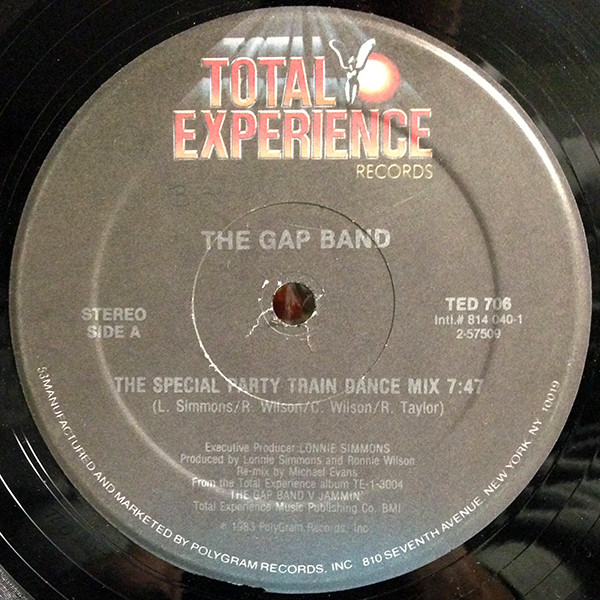 TOTAL
EXPERIENCE
RECORDS
THE GAP BAND
STEREO
SIDE A
TED 706
Intl.# 814 040-1
2-57509
THE SPECIAL PARTY TRAIN DANCE MIX 7:47
(L. Simmons/R. Wilson/C. Wilson/R. Taylor)
Executive Producer: LONNIE SIMMONS
Produced by Lonnie Simmons and Ronnie Wilson
Re-mix by Michael Evans
From the Total Experience album TE-1-3004
THE GAP BAND V JAMMIN'
Total Experience Music Publishing Co. BMI
℗ 1983 PolyGram Records, Inc
53MANUFACTURED AND MARKETED BY POLYGRAM RECORDS, INC 810 SEVENTH AVENUE, NEW YORK, NY 10019